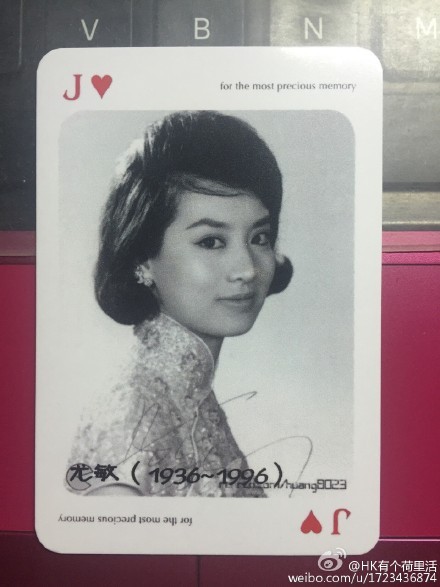 V B N M
J♥
for the most precious memory
尤敏（1936~1996）
huang9023
for the most precious memory
J♥
@HK有个荷里活
weibo.com/u/1723436874